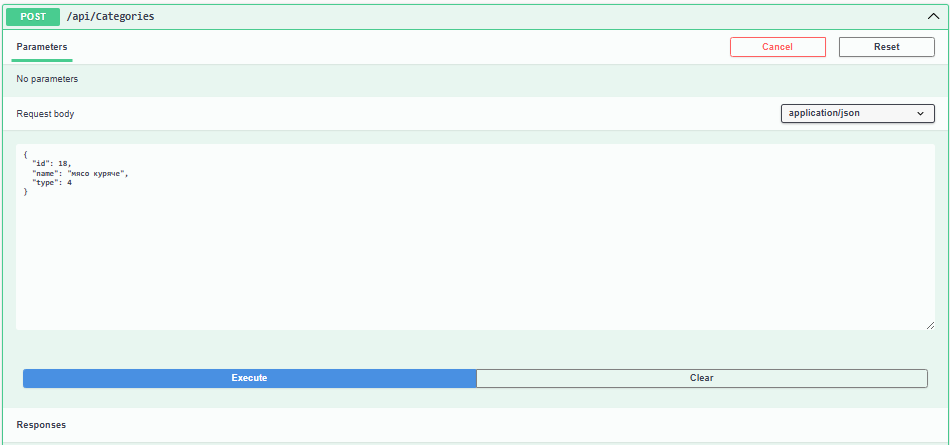 POST /api/Categories
Parameters Cancel Reset
No parameters
Request body application/json
{
  "id": 18,
  "name": "мясо куряче",
  "type": 4
}
Execute Clear
Responses